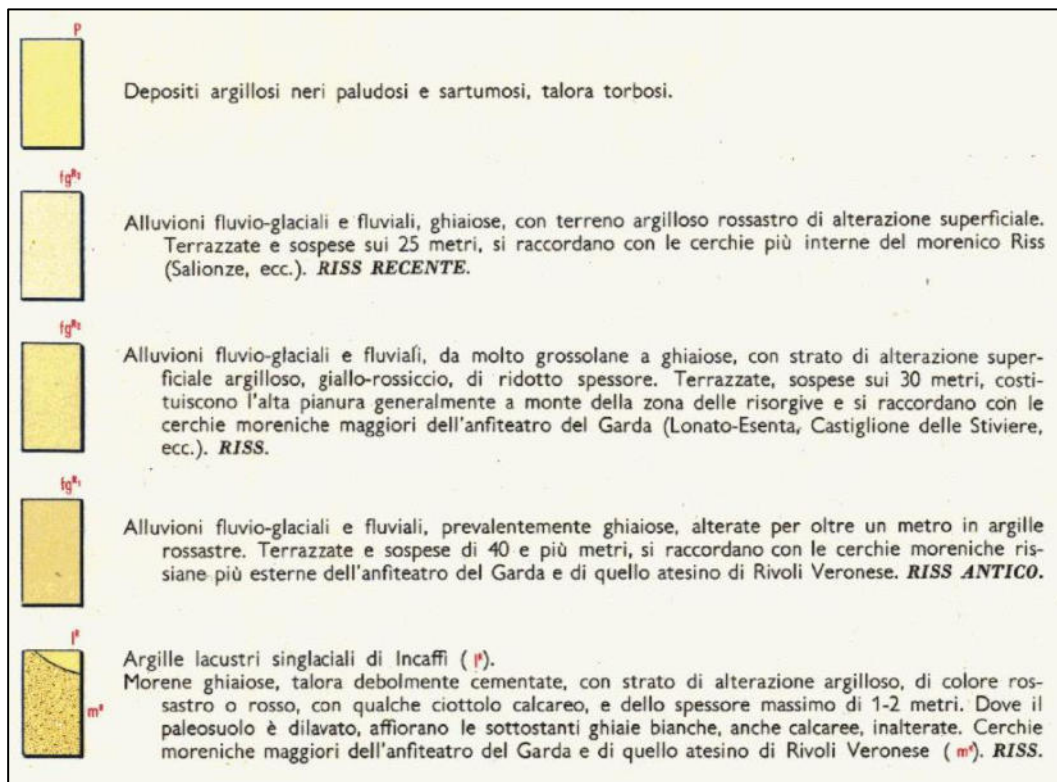 p
Depositi argillosi neri paludosi e sartumosi, talora torbosi.
fgᴿ³
Alluvioni fluvio-glaciali e fluviali, ghiaiose, con terreno argilloso rossastro di alterazione superficiale.
Terrazzate e sospese sui 25 metri, si raccordano con le cerchie più interne del morenico Riss
(Salionze, ecc.). RISS RECENTE.
fgᴿ²
Alluvioni fluvio-glaciali e fluviali, da molto grossolane a ghiaiose, con strato di alterazione super-
ficiale argilloso, giallo-rossiccio, di ridotto spessore. Terrazzate, sospese sui 30 metri, costi-
tuiscono l'alta pianura generalmente a monte della zona delle risorgive e si raccordano con le
cerchie moreniche maggiori dell'anfiteatro del Garda (Lonato-Esenta, Castiglione delle Stiviere,
ecc.). RISS.
fgᴿ¹
Alluvioni fluvio-glaciali e fluviali, prevalentemente ghiaiose, alterate per oltre un metro in argille
rossastre. Terrazzate e sospese di 40 e più metri, si raccordano con le cerchie moreniche ris-
siane più esterne dell'anfiteatro del Garda e di quello atesino di Rivoli Veronese. RISS ANTICO.
lᴿ
mᴿ
Argille lacustri singlaciali di Incaffi ( lᴿ).
Morene ghiaiose, talora debolmente cementate, con strato di alterazione argilloso, di colore ros-
sastro o rosso, con qualche ciottolo calcareo, e dello spessore massimo di 1-2 metri. Dove il
paleosuolo è dilavato, affiorano le sottostanti ghiaie bianche, anche calcaree, inalterate. Cerchie
moreniche maggiori dell'anfiteatro del Garda e di quello atesino di Rivoli Veronese ( mᴿ). RISS.